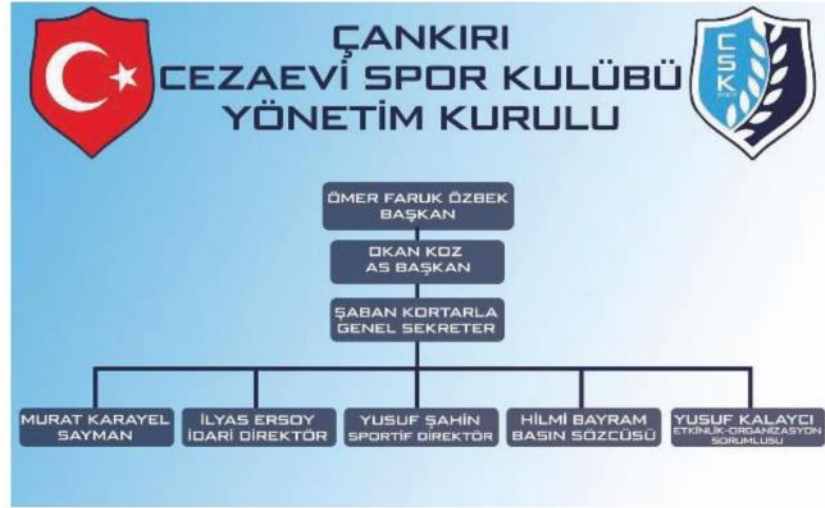 ÇANKIRI
CEZAEVİ SPOR KULÜBÜ
YÖNETİM KURULU
CSK
ÖMER FARUK ÖZBEK
BAŞKAN
OKAN KOZ
AS BAŞKAN
ŞABAN KORTARLA
GENEL SEKRETER
MURAT KARAYEL
SAYMAN
İLYAS ERSOY
İDARİ DİREKTÖR
YUSUF ŞAHİN
SPORTİF DİREKTÖR
HİLMİ BAYRAM
BASIN SÖZCÜSÜ
YUSUF KALAYCI
ETKİNLİK-ORGANİZASYON
SORUMLUSU